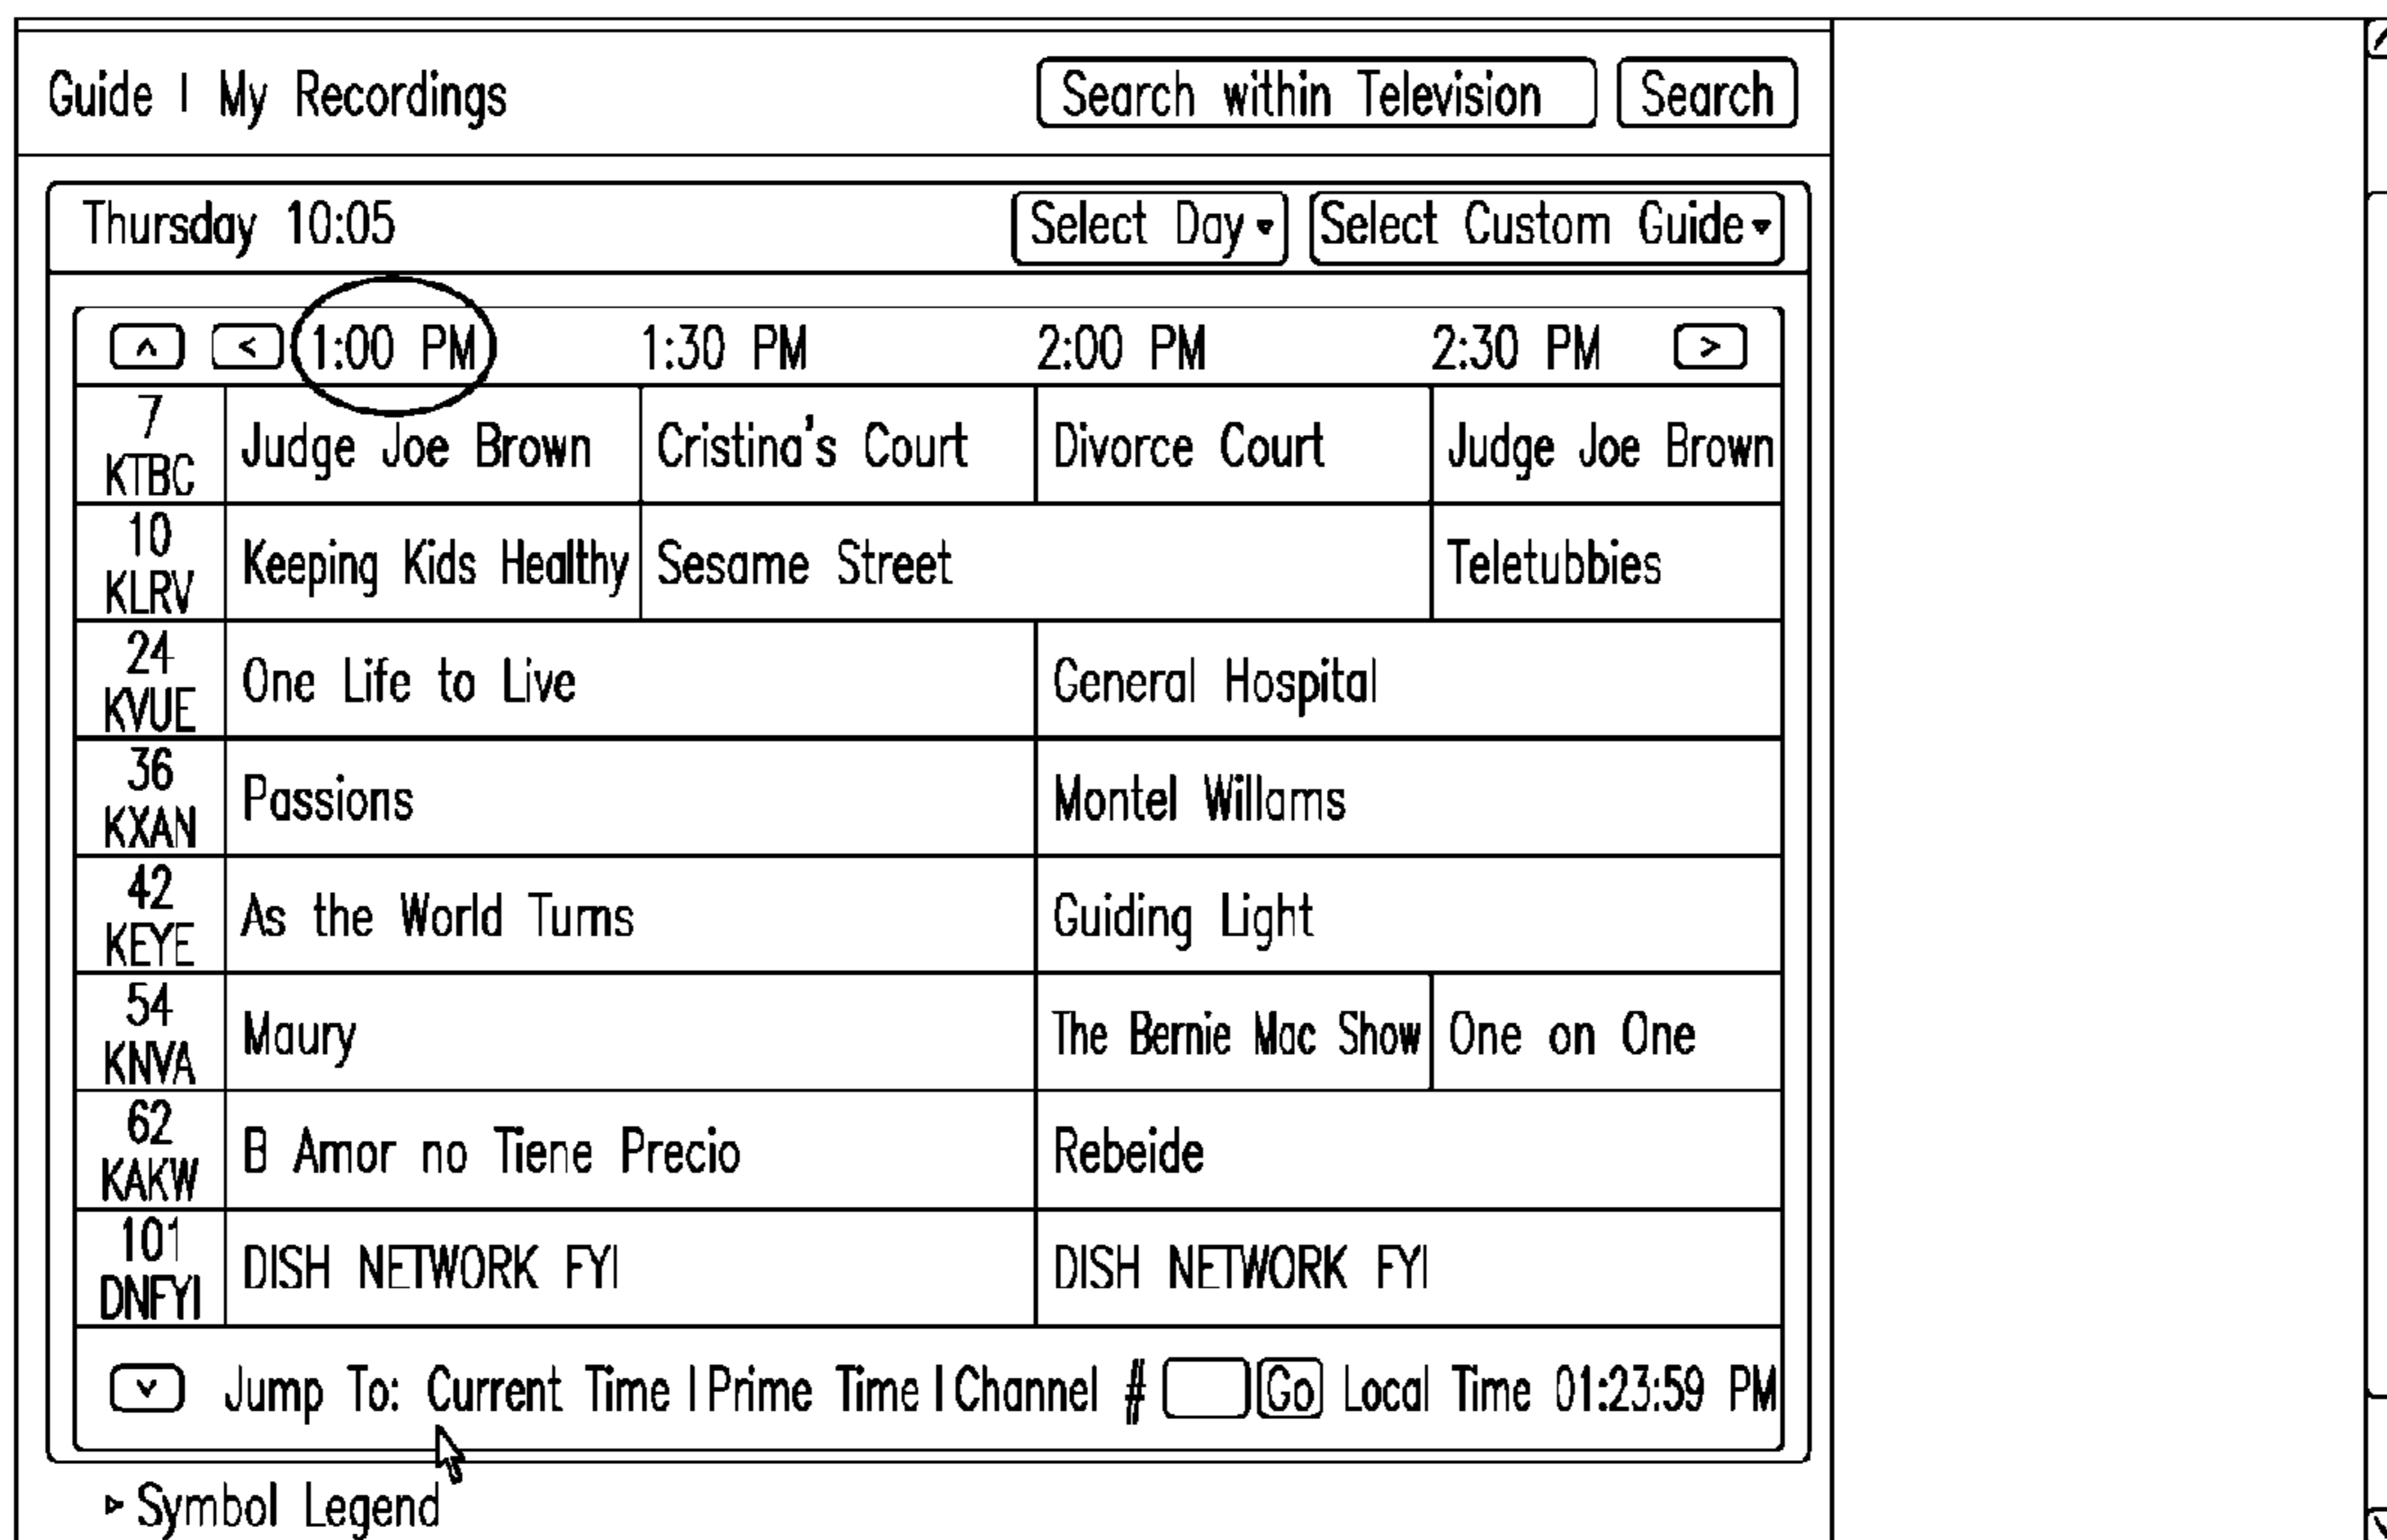 Guide | My Recordings Search within Television Search
Thursday 10:05 Select Day Select Custom Guide
1:00 PM 1:30 PM 2:00 PM 2:30 PM
7 KTBC Judge Joe Brown Cristina's Court Divorce Court Judge Joe Brown
10 KLRV Keeping Kids Healthy Sesame Street Teletubbies
24 KVUE One Life to Live General Hospital
36 KXAN Passions Montel Willams
42 KEYE As the World Turns Guiding Light
54 KNVA Maury The Bernie Mac Show One on One
62 KAKW B Amor no Tiene Precio Rebeide
101 DNFYI DISH NETWORK FYI DISH NETWORK FYI
Jump To: Current Time | Prime Time | Channel # Go Local Time 01:23:59 PM
Symbol Legend